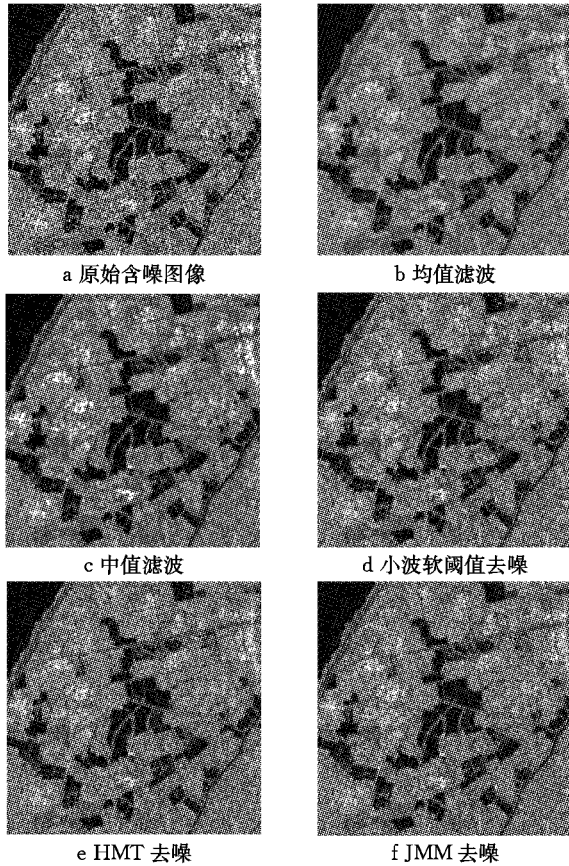 a 原始含噪图像
b 均值滤波
c 中值滤波
d 小波软阈值去噪
e HMT 去噪
f JMM 去噪